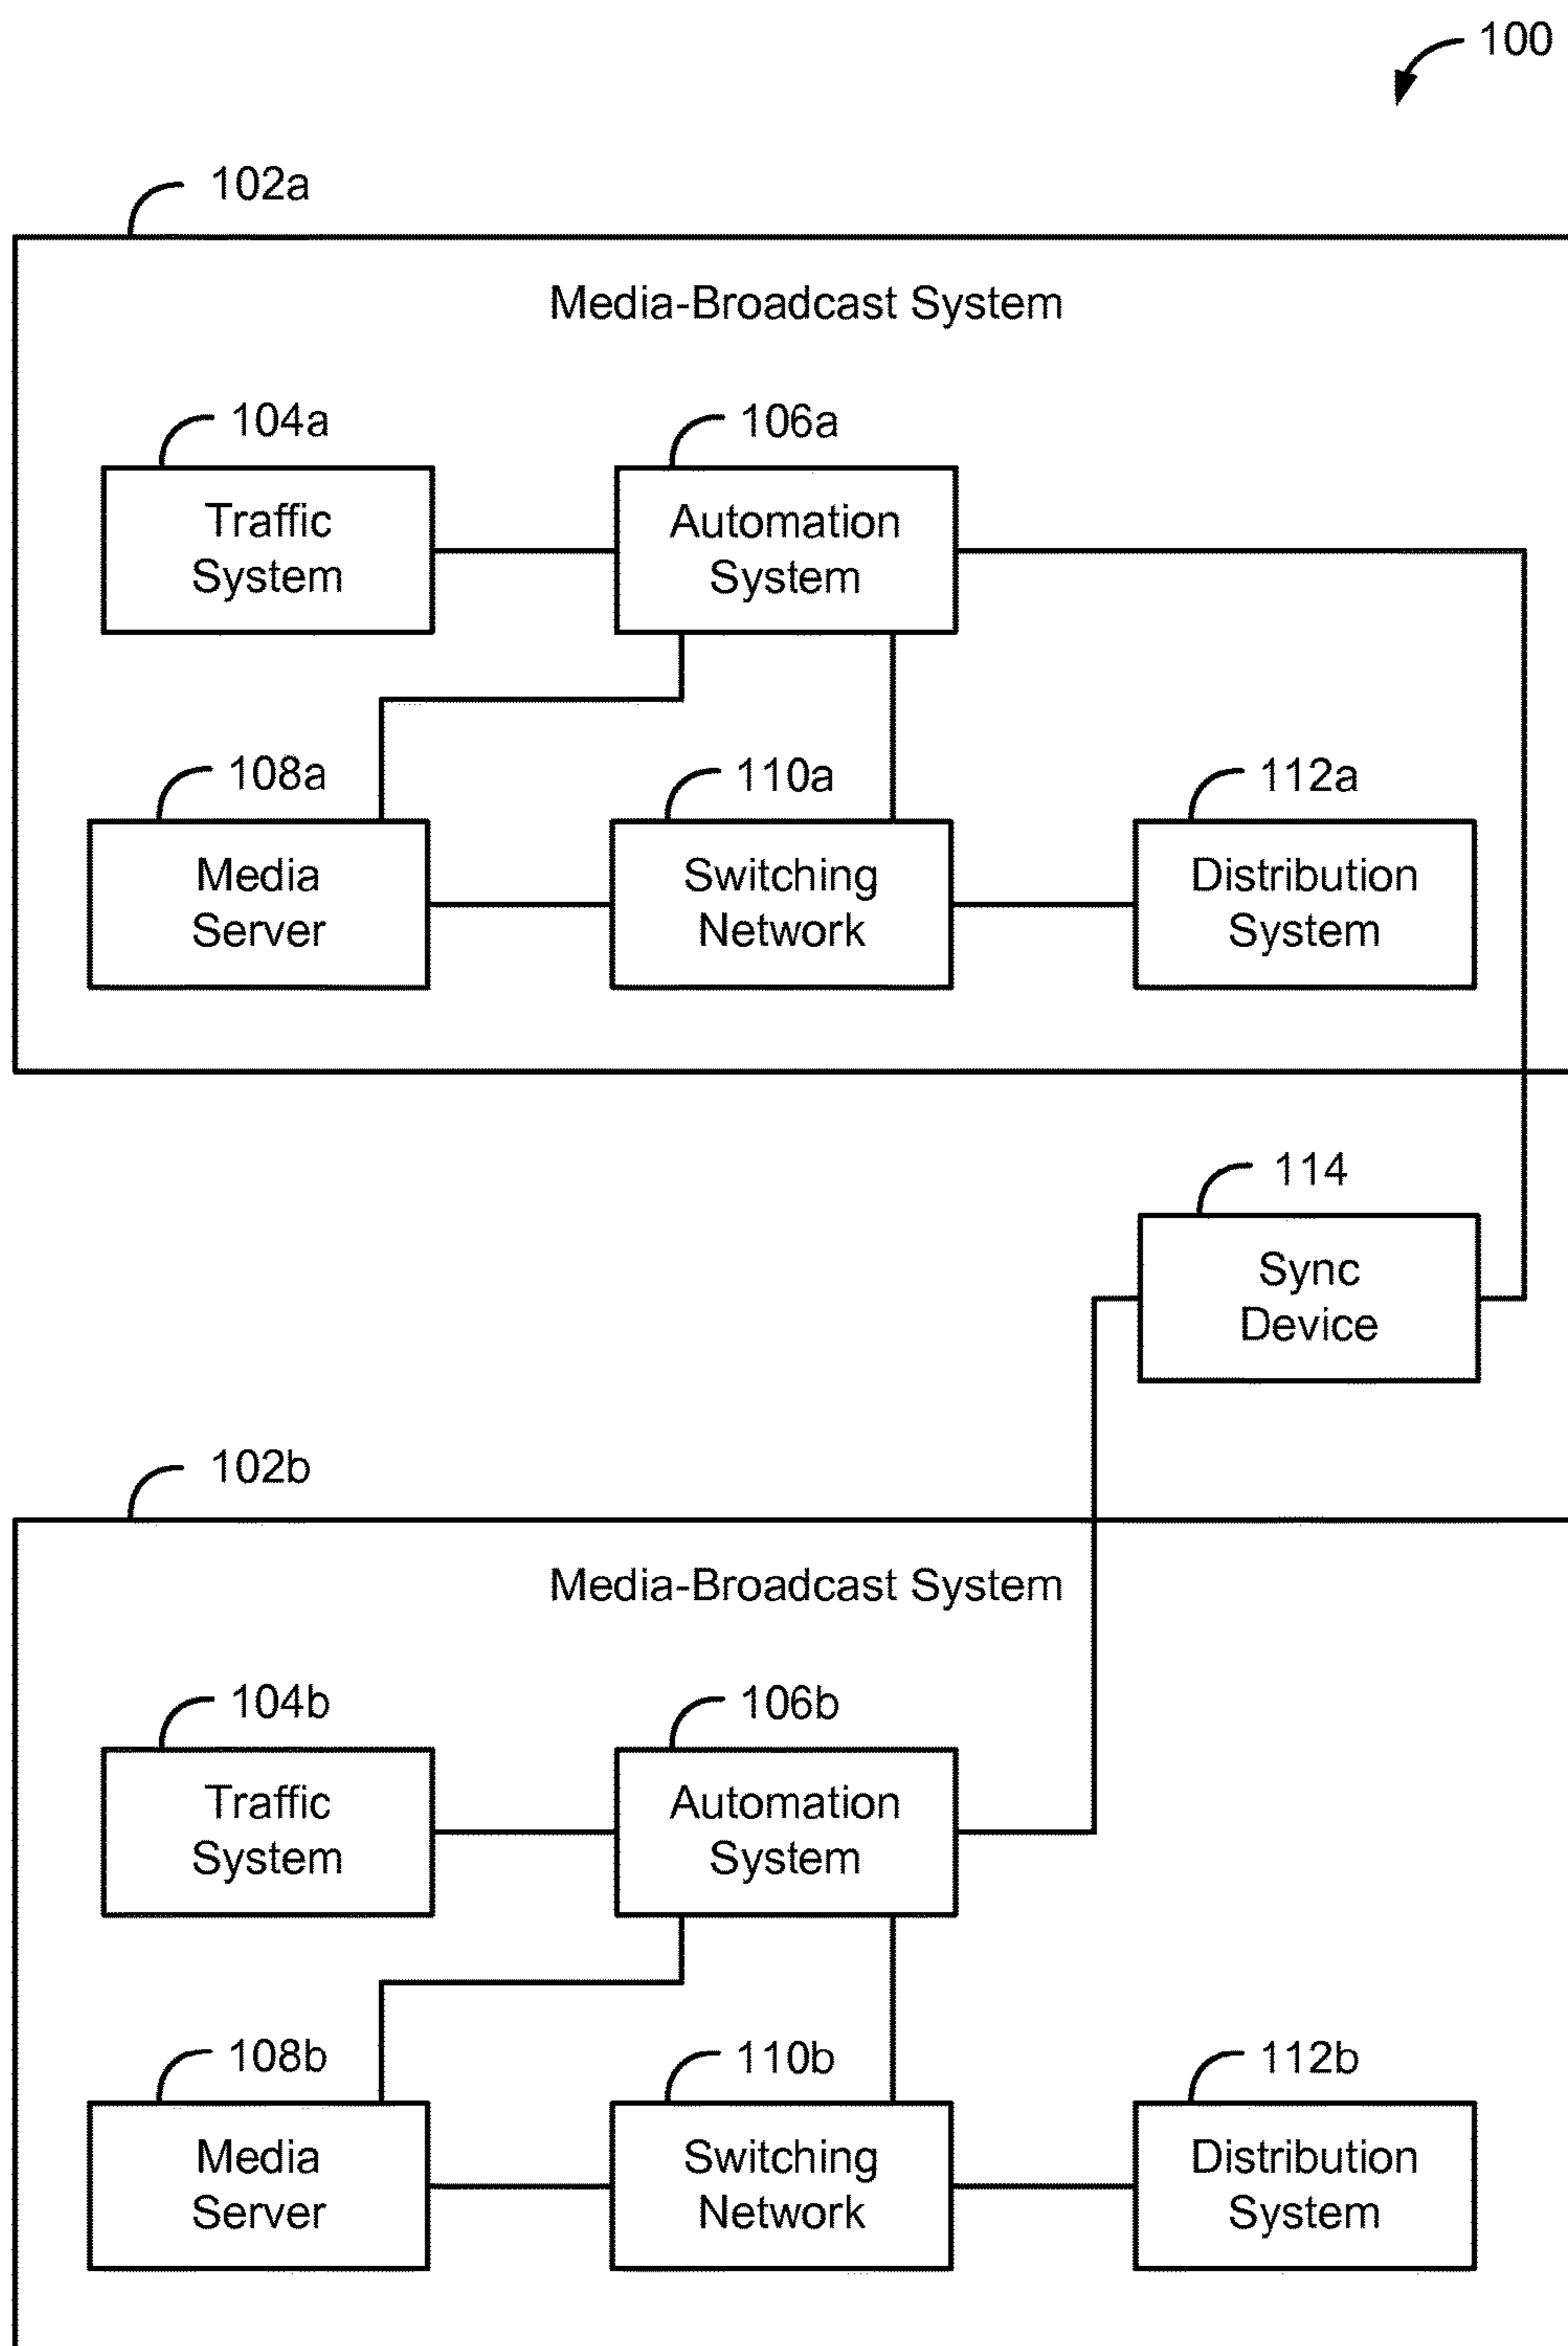 100
102a
Media-Broadcast System
104a
106a
Traffic
System
Automation
System
108a
110a
112a
Media
Server
Switching
Network
Distribution
System
114
Sync
Device
102b
Media-Broadcast System
104b
106b
Traffic
System
Automation
System
108b
110b
112b
Media
Server
Switching
Network
Distribution
System